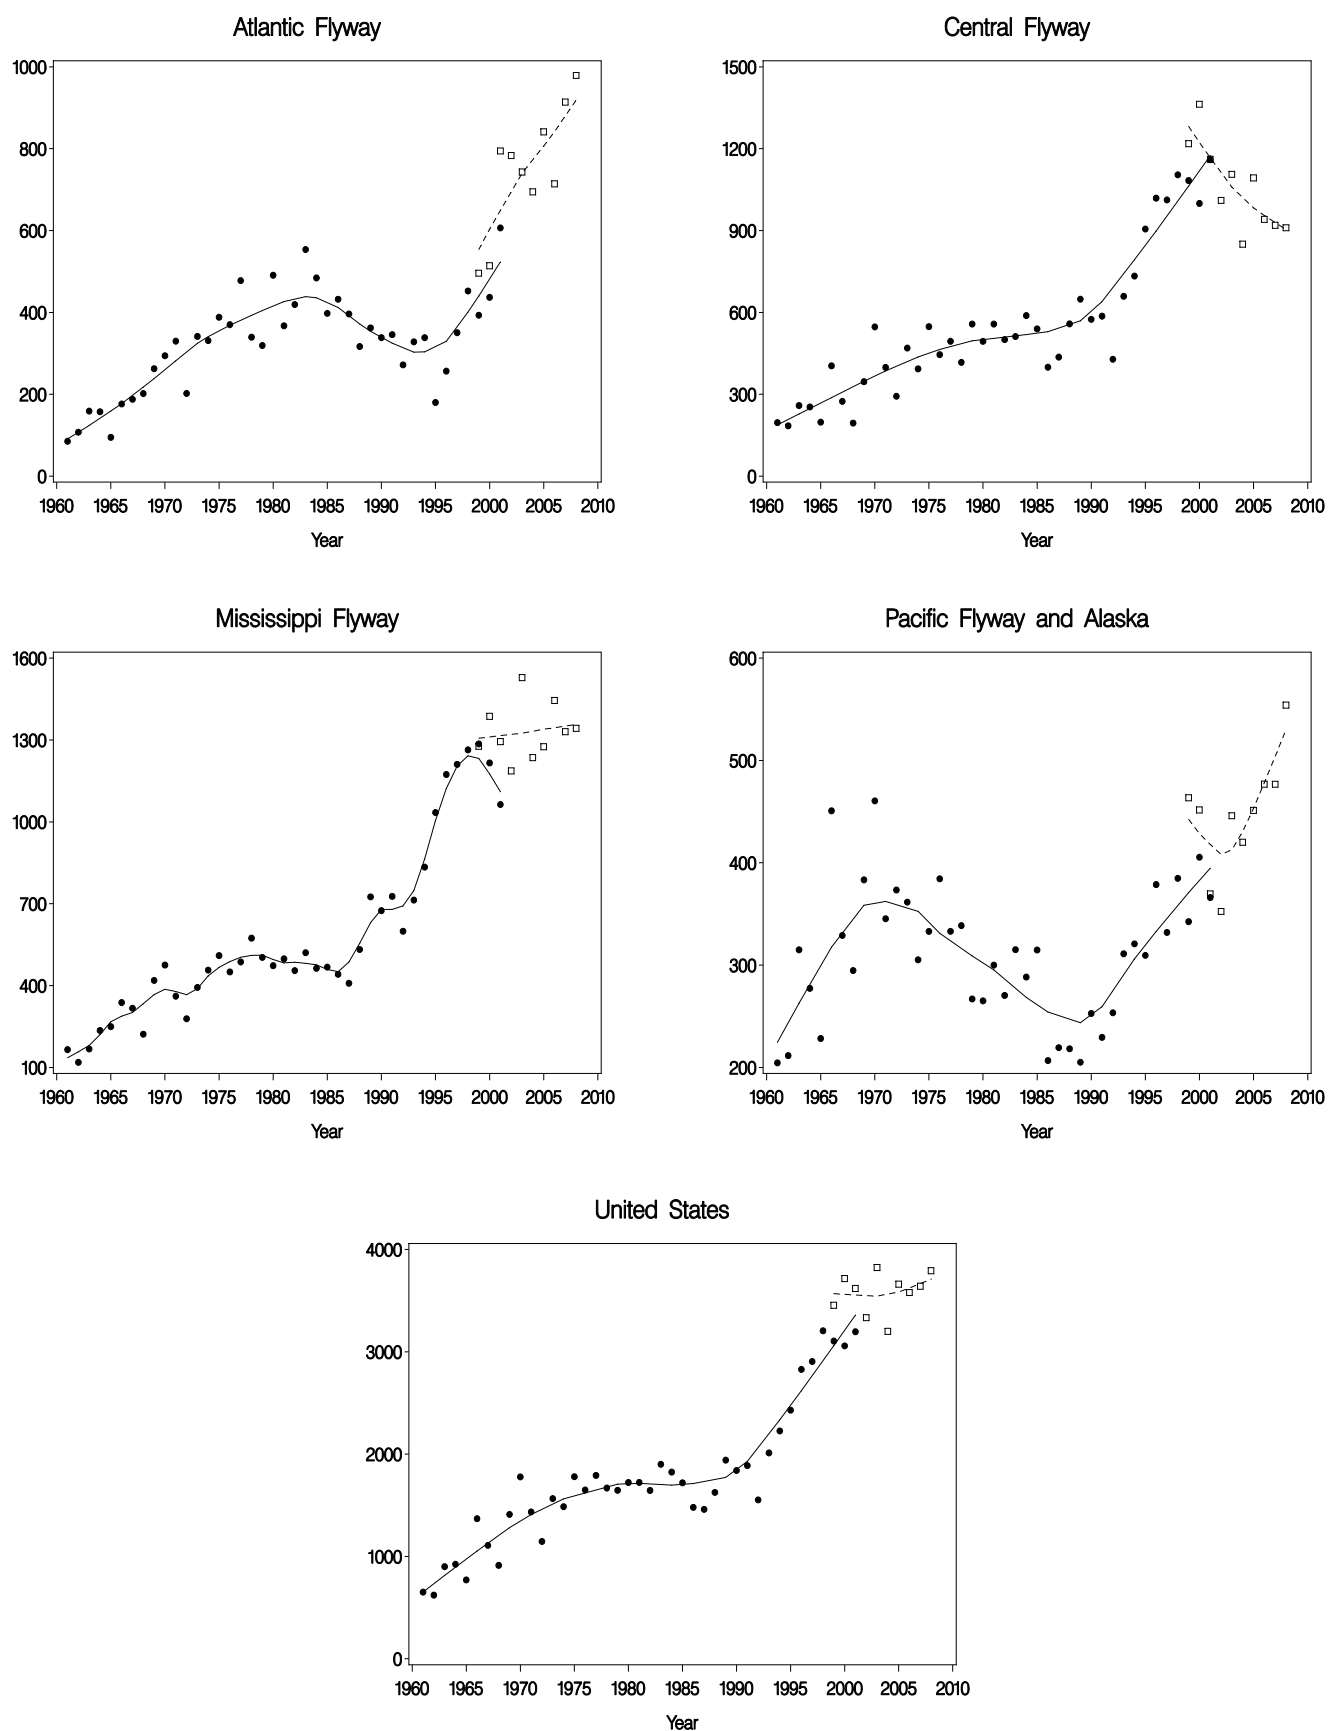 Atlantic Flyway
1000
800
600
400
200
0
1960 1965 1970 1975 1980 1985 1990 1995 2000 2005 2010
Year
Central Flyway
1500
1200
900
600
300
0
1960 1965 1970 1975 1980 1985 1990 1995 2000 2005 2010
Year
Mississippi Flyway
1600
1300
1000
700
400
100
1960 1965 1970 1975 1980 1985 1990 1995 2000 2005 2010
Year
Pacific Flyway and Alaska
600
500
400
300
200
1960 1965 1970 1975 1980 1985 1990 1995 2000 2005 2010
Year
United States
4000
3000
2000
1000
0
1960 1965 1970 1975 1980 1985 1990 1995 2000 2005 2010
Year